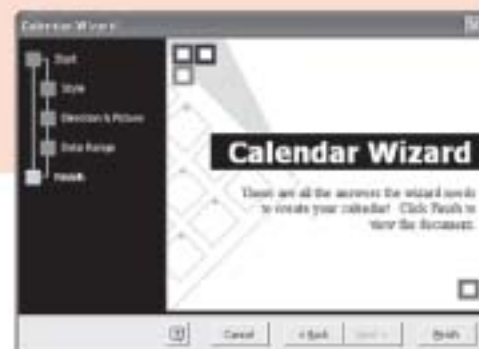 Calendar Wizard
Start
Style
Direction & Picture
Date Range
Finish
Calendar Wizard
These are all the answers the wizard needs
to create your calendar! Click Finish to
view the document.
Cancel
< Back
Next >
Finish